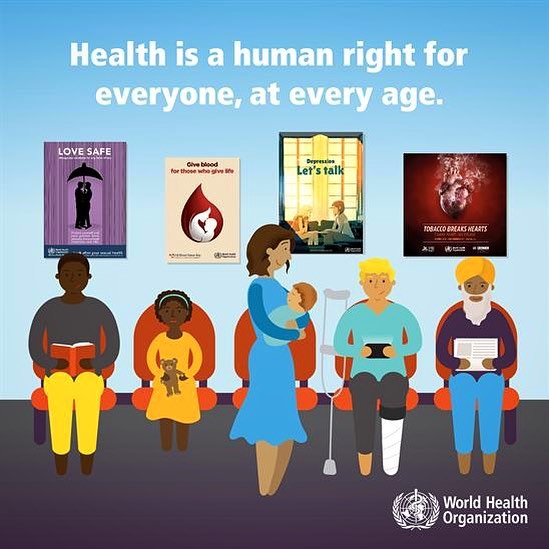 Health is a human right for
everyone, at every age.
LOVE SAFE
Give blood
for those who give life
Depression
Let's talk
TOBACCO BREAKS HEARTS
World Health
Organization